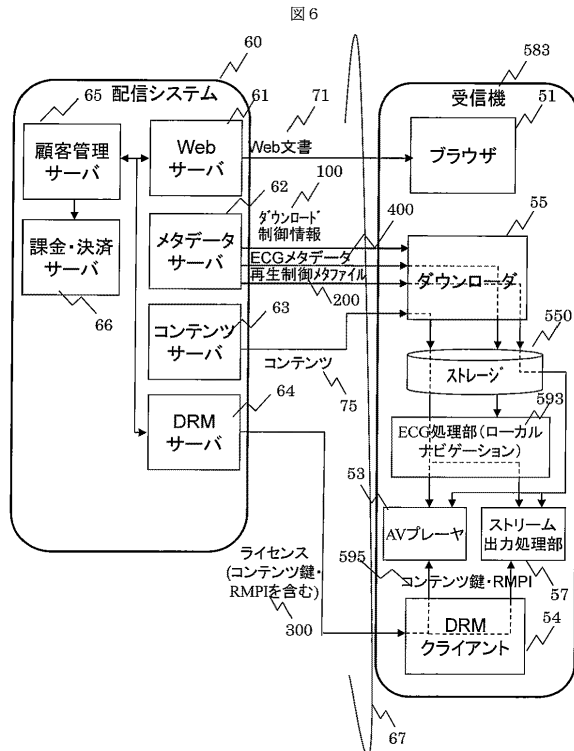 図6
60
583
配信システム
受信機
65
61
71
51
顧客管理
サーバ
Web
サーバ
Web文書
ブラウザ
62
100
ダウンロード
制御情報
400
55
課金・決済
サーバ
66
メタデータ
サーバ
ECGメタデータ
再生制御メタファイル
200
ダウンローダ
63
550
コンテンツ
サーバ
コンテンツ
75
ストレージ
64
593
DRM
サーバ
ECG処理部(ローカル
ナビゲーション)
53
AVプレーヤ
ストリーム
出力処理部
57
ライセンス
(コンテンツ鍵・
RMPIを含む)
300
595
コンテンツ鍵・RMPI
DRM
クライアント
54
67